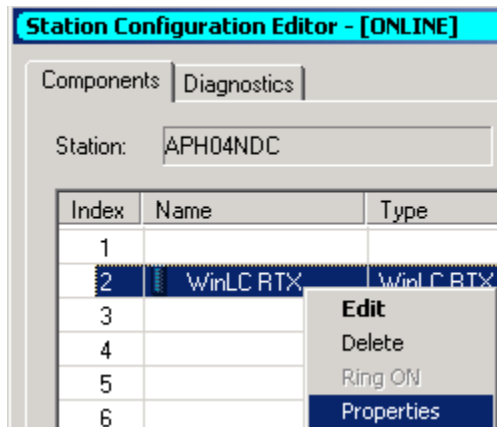 Station Configuration Editor - [ONLINE]
Components Diagnostics
Station: APH04NDC
Index Name Type
1
2 WinLC RTX WinLC RTX
3 Edit
4 Delete
5 Ring ON
6 Properties